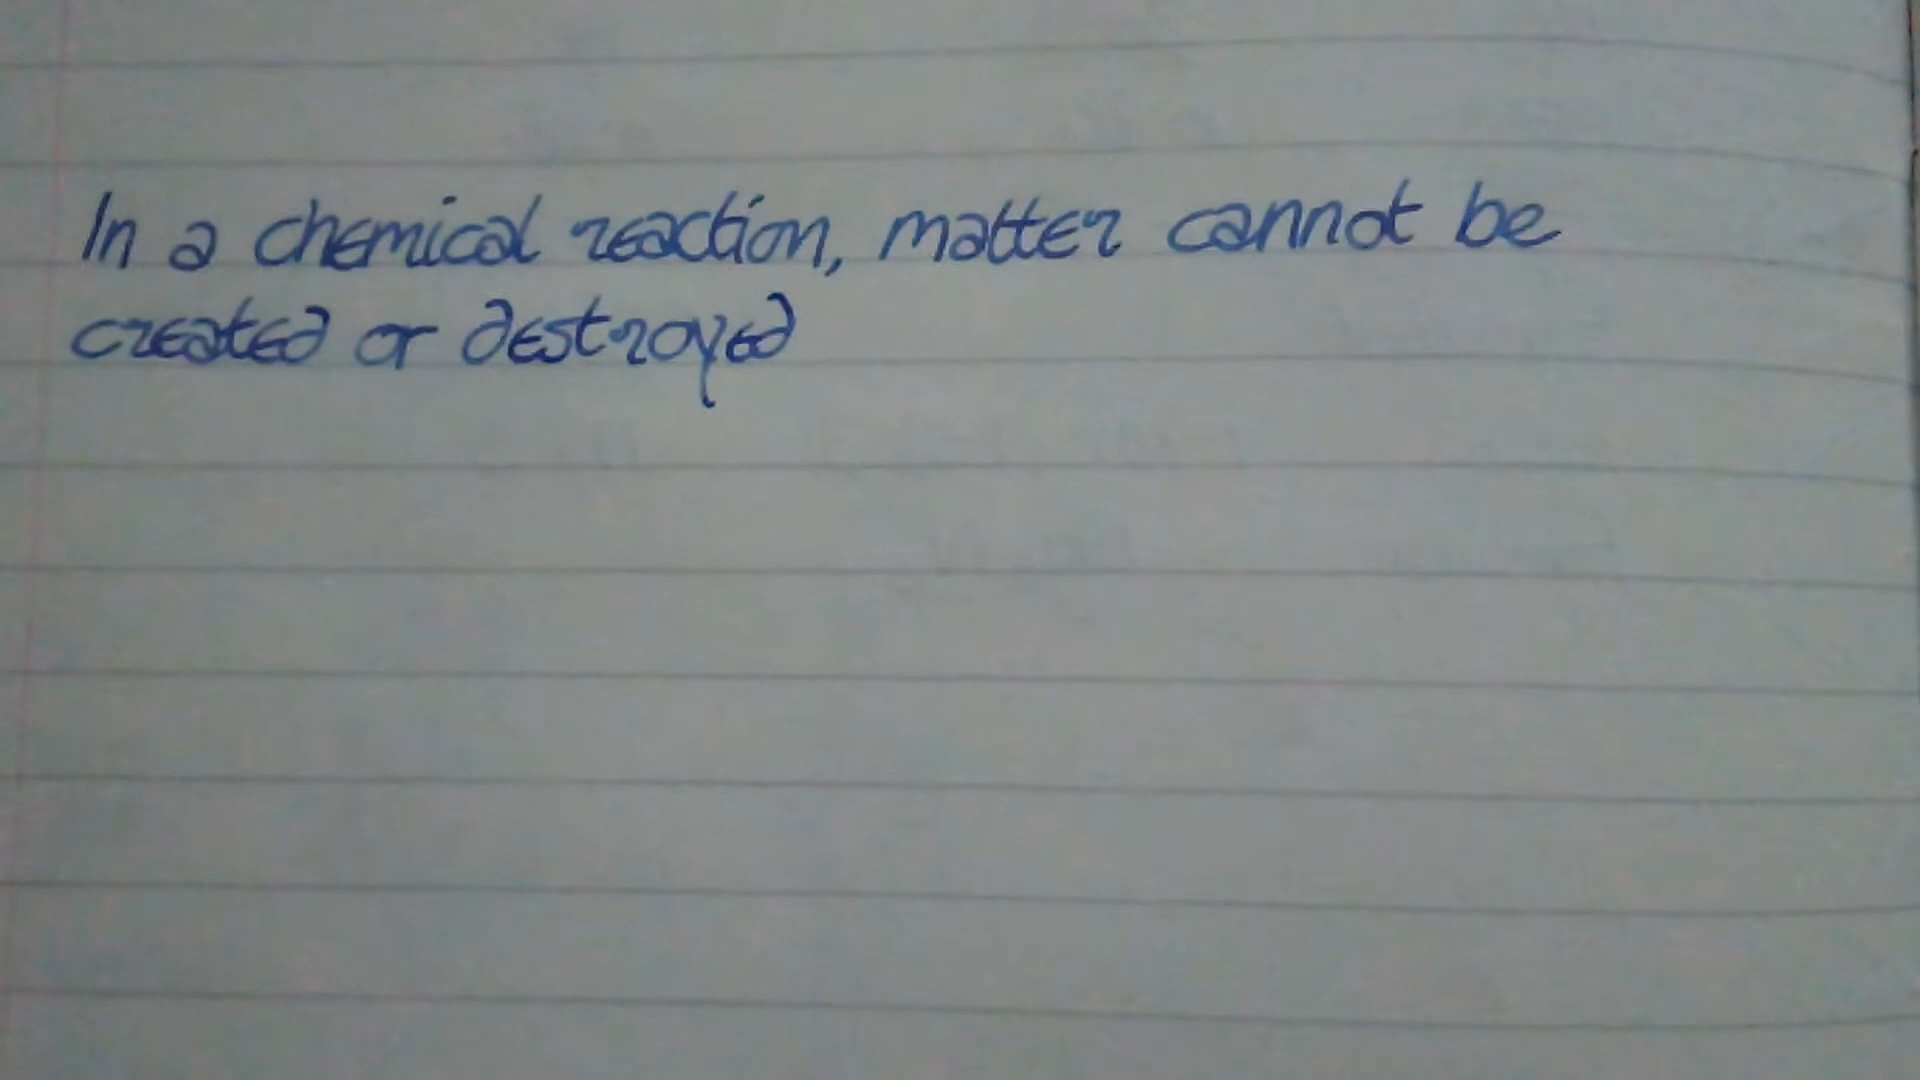 In a chemical reaction, matter cannot be
created or destroyed